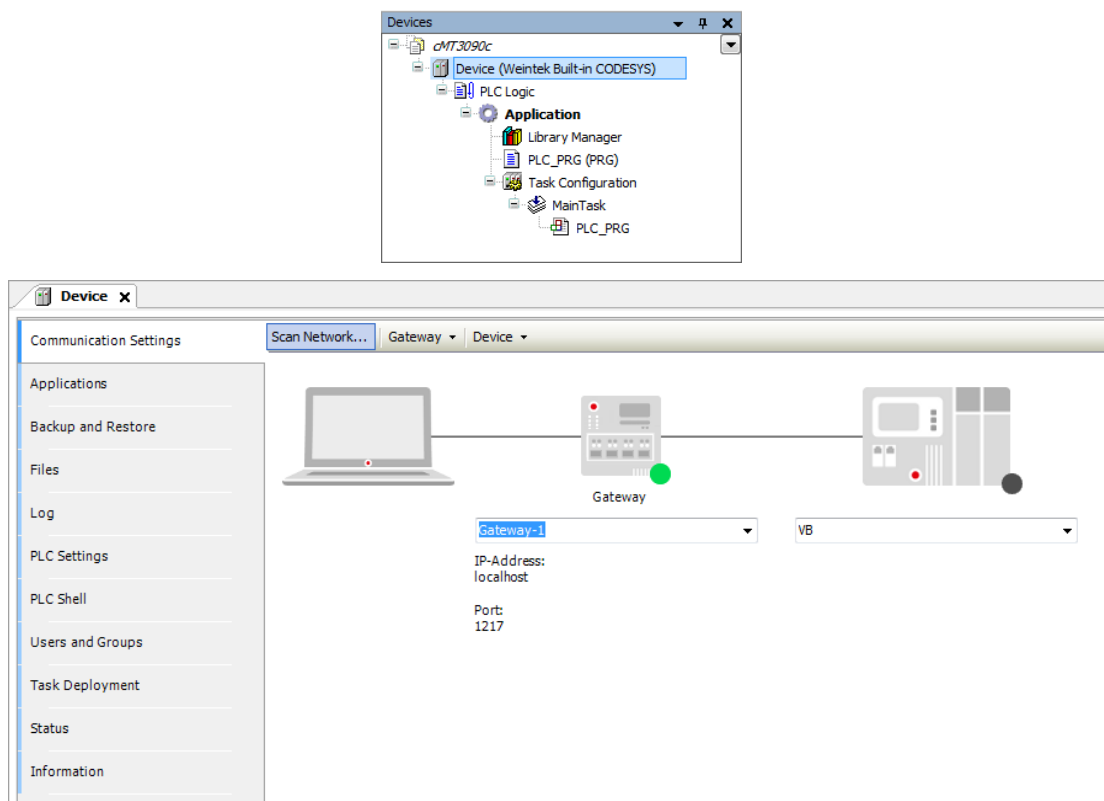 Devices
cMT3090c
Device (Weintek Built-in CODESYS)
PLC Logic
Application
Library Manager
PLC_PRG (PRG)
Task Configuration
MainTask
PLC_PRG
Device
Communication Settings
Scan Network... Gateway Device
Applications
Backup and Restore
Files
Log
PLC Settings
PLC Shell
Users and Groups
Task Deployment
Status
Information
Gateway
Gateway-1 VB
IP-Address:
localhost
Port:
1217